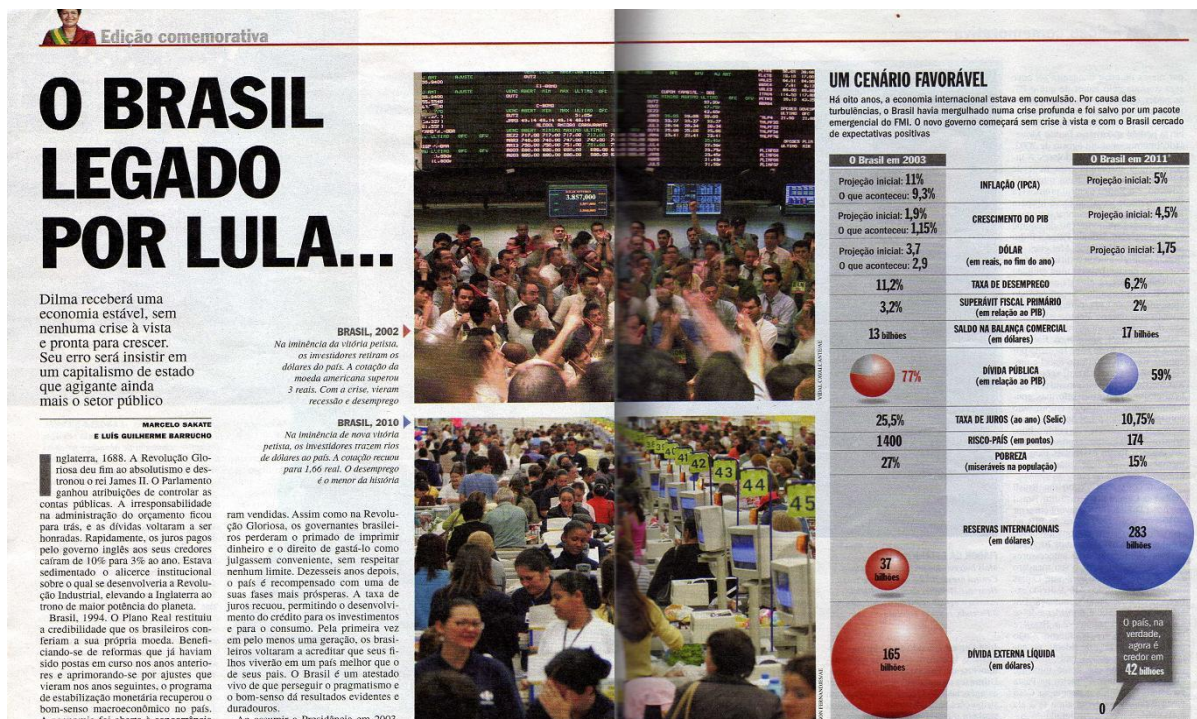 Edição comemorativa
O BRASIL
LEGADO
POR LULA...
Dilma receberá uma
economia estável, sem
nenhuma crise à vista
e pronta para crescer.
Seu erro será insistir em
um capitalismo de estado
que agigante ainda
mais o setor público
MARCELO SAKATE
E LUÍS GUILHERME BARRUCHO
Inglaterra, 1688. A Revolução Glo-
riosa deu fim ao absolutismo e des-
tronou o rei James II. O Parlamento
ganhou atribuições de controlar as
contas públicas. A irresponsabilidade
na administração do orçamento ficou
para trás, e as dívidas voltaram a ser
honradas. Rapidamente, os juros pagos
pelo governo inglês aos seus credores
caíram de 10% para 3% ao ano. Estava
sedimentado o alicerce institucional
sobre o qual se desenvolveria a Revolu-
ção Industrial, elevando a Inglaterra ao
trono de maior potência do planeta.
Brasil, 1994. O Plano Real restituiu
a credibilidade que os brasileiros con-
feriam a sua própria moeda. Benefi-
ciando-se de reformas que já haviam
sido postas em curso nos anos anterio-
res e aprimorando-se por ajustes que
vieram nos anos seguintes, o programa
de estabilização monetária recuperou o
bom-senso macroeconômico no país.
A economia foi aberta à concorrência
BRASIL, 2002
Na iminência da vitória petista,
os investidores retiram os
dólares do país. A cotação da
moeda americana superou
3 reais. Com a crise, vieram
recessão e desemprego
BRASIL, 2010
Na iminência de nova vitória
petista, os investidores trazem rios
de dólares ao país. A cotação recuou
para 1,66 real. O desemprego
é o menor da história
ram vendidas. Assim como na Revolu-
ção Gloriosa, os governantes brasilei-
ros perderam o primado de imprimir
dinheiro e o direito de gastá-lo como
julgassem conveniente, sem respeitar
nenhum limite. Dezesseis anos depois,
o país é recompensado com uma de
suas fases mais prósperas. A taxa de
juros recuou, permitindo o desenvolvi-
mento do crédito para os investimentos
e para o consumo. Pela primeira vez
em pelo menos uma geração, os brasi-
leiros voltaram a acreditar que seus fi-
lhos viverão em um país melhor que o
de seus pais. O Brasil é um atestado
vivo de que perseguir o pragmatismo e
o bom-senso dá resultados evidentes e
duradouros.
Ao assumir a Presidência em 2003,
3.857,000
41
42
43
44
45
VIDAL CAVALCANTE/AE
UM CENÁRIO FAVORÁVEL
Há oito anos, a economia internacional estava em convulsão. Por causa das
turbulências, o Brasil havia mergulhado numa crise profunda e foi salvo por um pacote
emergencial do FMI. O novo governo começará sem crise à vista e com o Brasil cercado
de expectativas positivas
O Brasil em 2003
O Brasil em 2011*
Projeção inicial: 11%
O que aconteceu: 9,3%
INFLAÇÃO (IPCA)
Projeção inicial: 5%
Projeção inicial: 1,9%
O que aconteceu: 1,15%
CRESCIMENTO DO PIB
Projeção inicial: 4,5%
Projeção inicial: 3,7
O que aconteceu: 2,9
DÓLAR
(em reais, no fim do ano)
Projeção inicial: 1,75
11,2%
TAXA DE DESEMPREGO
6,2%
3,2%
SUPERÁVIT FISCAL PRIMÁRIO
(em relação ao PIB)
2%
13 bilhões
SALDO NA BALANÇA COMERCIAL
(em dólares)
17 bilhões
77%
DÍVIDA PÚBLICA
(em relação ao PIB)
59%
25,5%
TAXA DE JUROS (ao ano) (Selic)
10,75%
1400
RISCO-PAÍS (em pontos)
174
27%
POBREZA
(miseráveis na população)
15%
37
bilhões
RESERVAS INTERNACIONAIS
(em dólares)
283
bilhões
165
bilhões
DÍVIDA EXTERNA LÍQUIDA
(em dólares)
O país, na
verdade,
agora é
credor em
42 bilhões
0